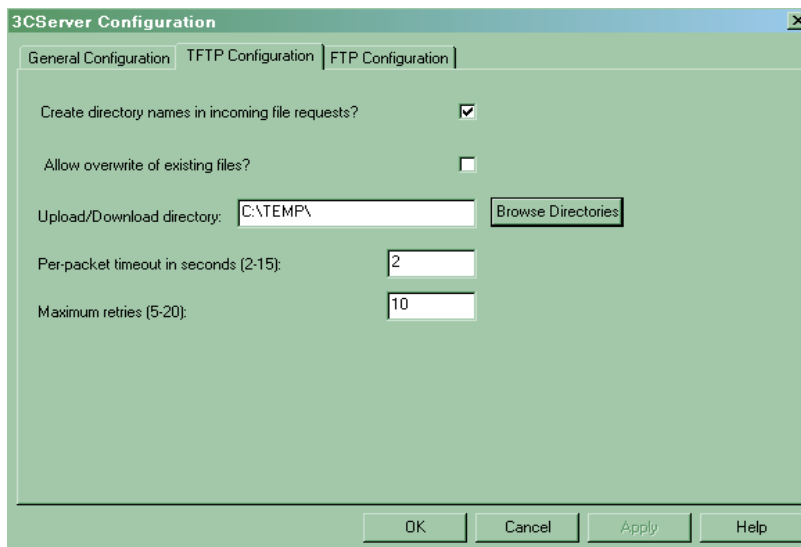 3CServer Configuration
General Configuration TFTP Configuration FTP Configuration
Create directory names in incoming file requests?
Allow overwrite of existing files?
Upload/Download directory: C:\TEMP\ Browse Directories
Per-packet timeout in seconds (2-15): 2
Maximum retries (5-20): 10
OK Cancel Apply Help